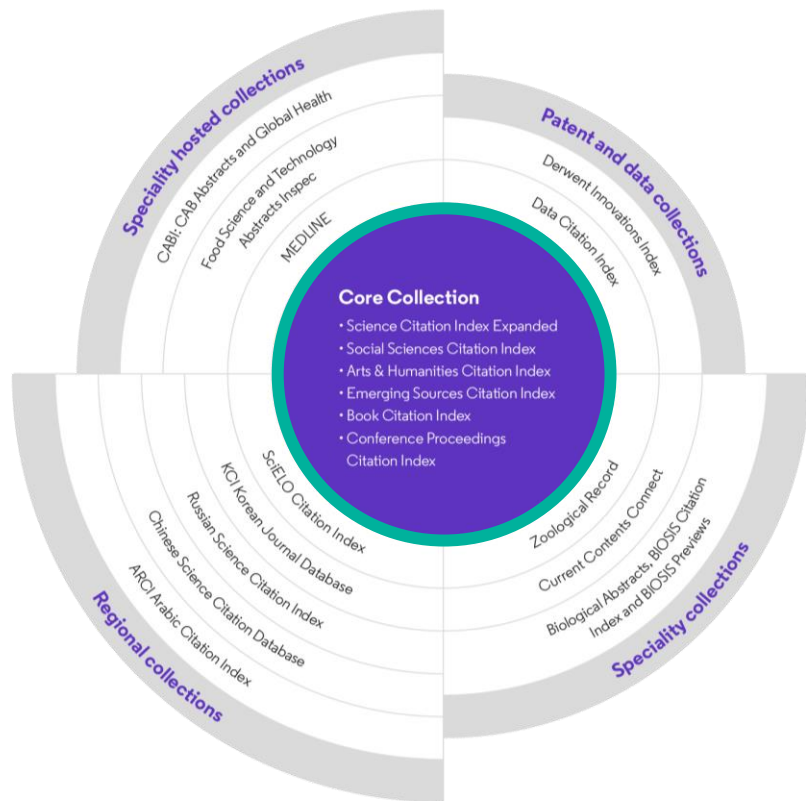 Speciality hosted collections
CABI: CAB Abstracts and Global Health
Food Science and Technology
Abstracts Inspec
MEDLINE
Patent and data collections
Derwent Innovations Index
Data Citation Index
Core Collection
• Science Citation Index Expanded
• Social Sciences Citation Index
• Arts & Humanities Citation Index
• Emerging Sources Citation Index
• Book Citation Index
• Conference Proceedings
Citation Index
SciELO Citation Index
KCI Korean Journal Database
Russian Science Citation Index
Chinese Science Citation Database
ARCI Arabic Citation Index
Regional collections
Zoological Record
Current Contents Connect
Biological Abstracts, BIOSIS Citation
Index and BIOSIS Previews
Speciality collections